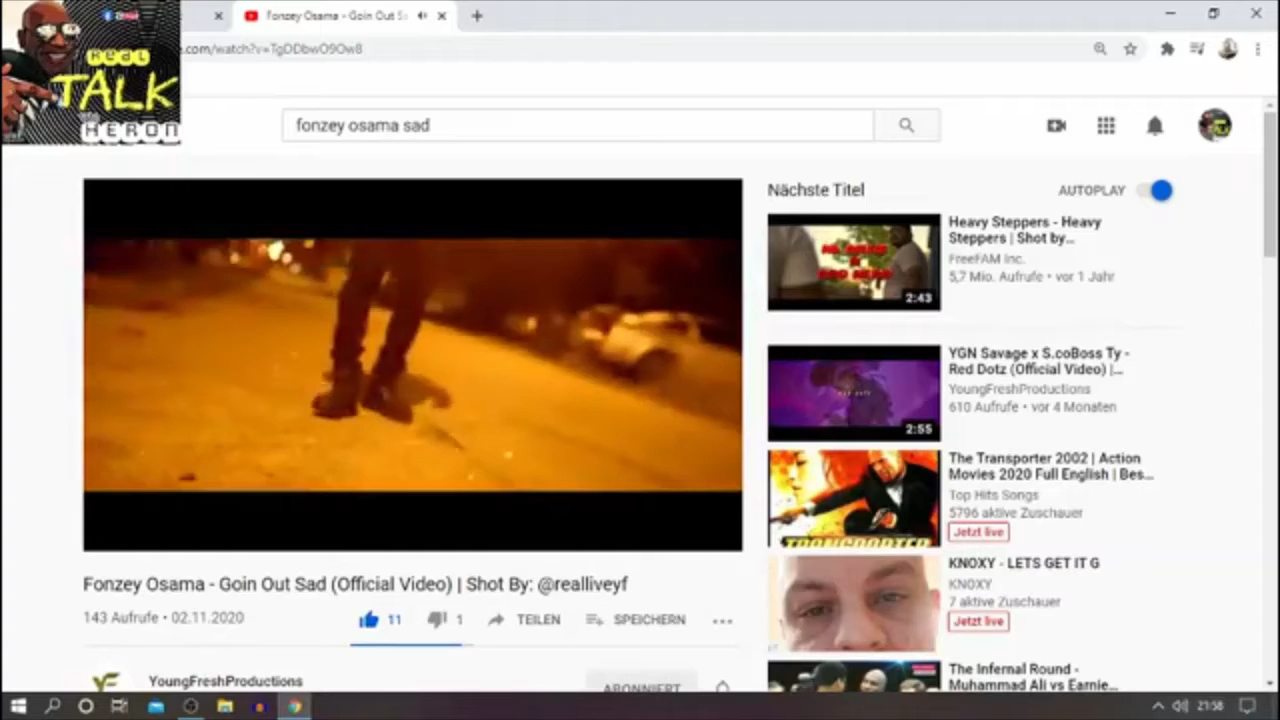 Fonzey Osama - Goin Out Sa
.com/watch?v=TgDDbwO9Ow8
REAL
TALK
HERON
fonzey osama sad
Nächste Titel
AUTOPLAY
Heavy Steppers - Heavy
Steppers | Shot by...
FreeFAM Inc.
5,7 Mio. Aufrufe • vor 1 Jahr
2:43
YGN Savage x S.coBoss Ty -
Red Dotz (Official Video) |...
YoungFreshProductions
610 Aufrufe • vor 4 Monaten
2:55
The Transporter 2002 | Action
Movies 2020 Full English | Bes...
Top Hits Songs
5796 aktive Zuschauer
Jetzt live
TRANSPORTER
KNOXY - LETS GET IT G
KNOXY
7 aktive Zuschauer
Jetzt live
The Infernal Round -
Muhammad Ali vs Earnie...
Fonzey Osama - Goin Out Sad (Official Video) | Shot By: @realliveyf
143 Aufrufe • 02.11.2020
11
1
TEILEN
SPEICHERN
YoungFreshProductions
ABONNIERT
21:58